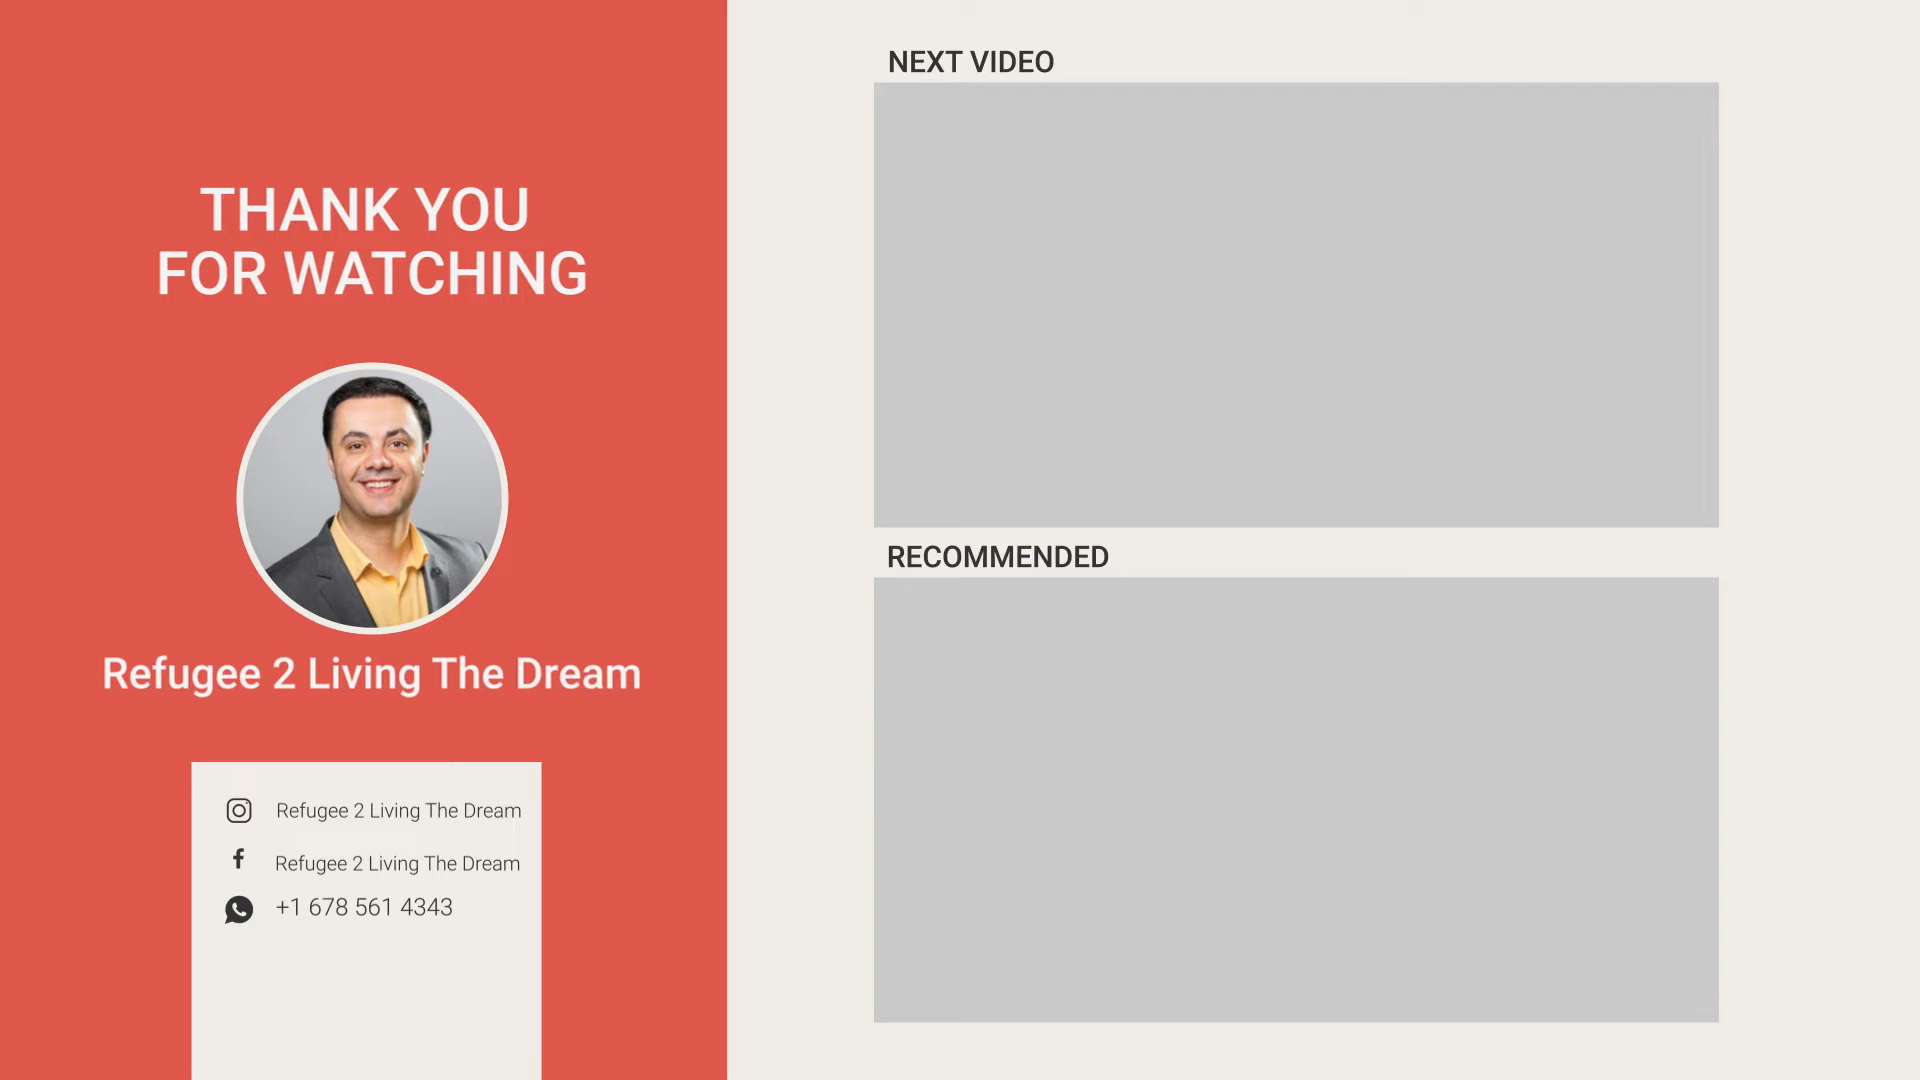 THANK YOU
FOR WATCHING
Refugee 2 Living The Dream
Refugee 2 Living The Dream
Refugee 2 Living The Dream
+1 678 561 4343
NEXT VIDEO
RECOMMENDED